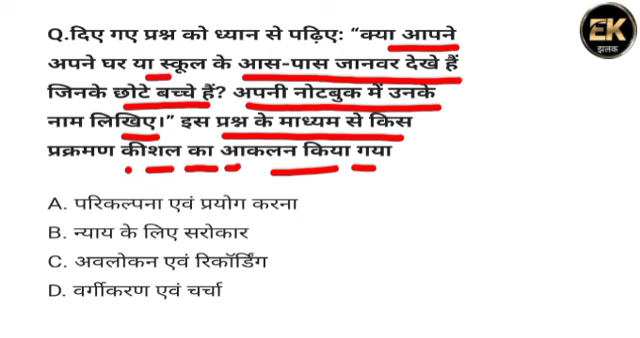 EK
झलक
Q.दिए गए प्रश्न को ध्यान से पढ़िए: “क्या आपने
अपने घर या स्कूल के आस-पास जानवर देखे हैं
जिनके छोटे बच्चे हैं? अपनी नोटबुक में उनके
नाम लिखिए।” इस प्रश्न के माध्यम से किस
प्रक्रमण कौशल का आकलन किया गया
A. परिकल्पना एवं प्रयोग करना
B. न्याय के लिए सरोकार
C. अवलोकन एवं रिकॉर्डिंग
D. वर्गीकरण एवं चर्चा